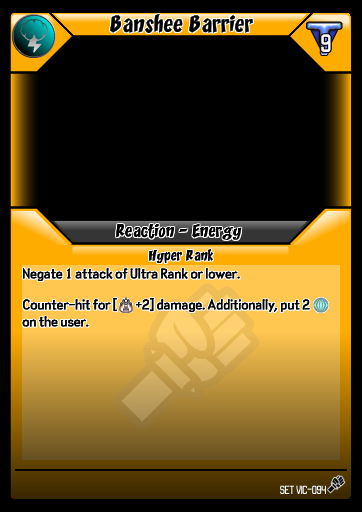 Banshee Barrier
9
Reaction - Energy
Hyper Rank
Negate 1 attack of Ultra Rank or lower.
Counter-hit for [ +2] damage. Additionally, put 2
on the user.
SET VIC-094